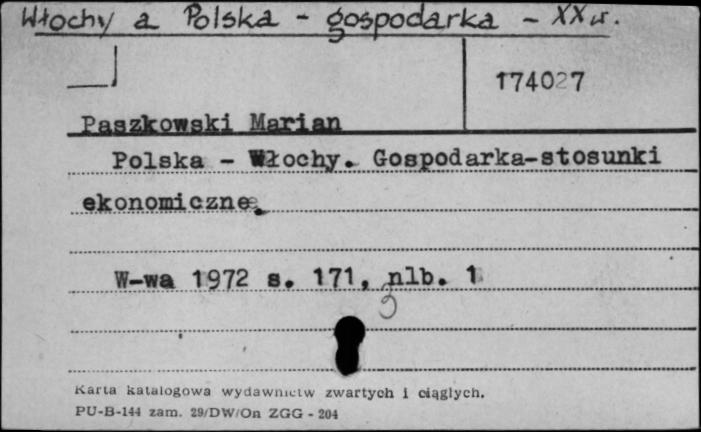 Włochy a Polska - gospodarka - XX w.
174027
Paszkowski Marian
Polska - Włochy. Gospodarka-stosunki
ekonomiczne.
W-wa 1972 s. 171, nlb. 1
3
Karta katalogowa wydawnictw zwartych i ciągłych.
PU-B-144 zam. 29/DW/On ZGG - 204